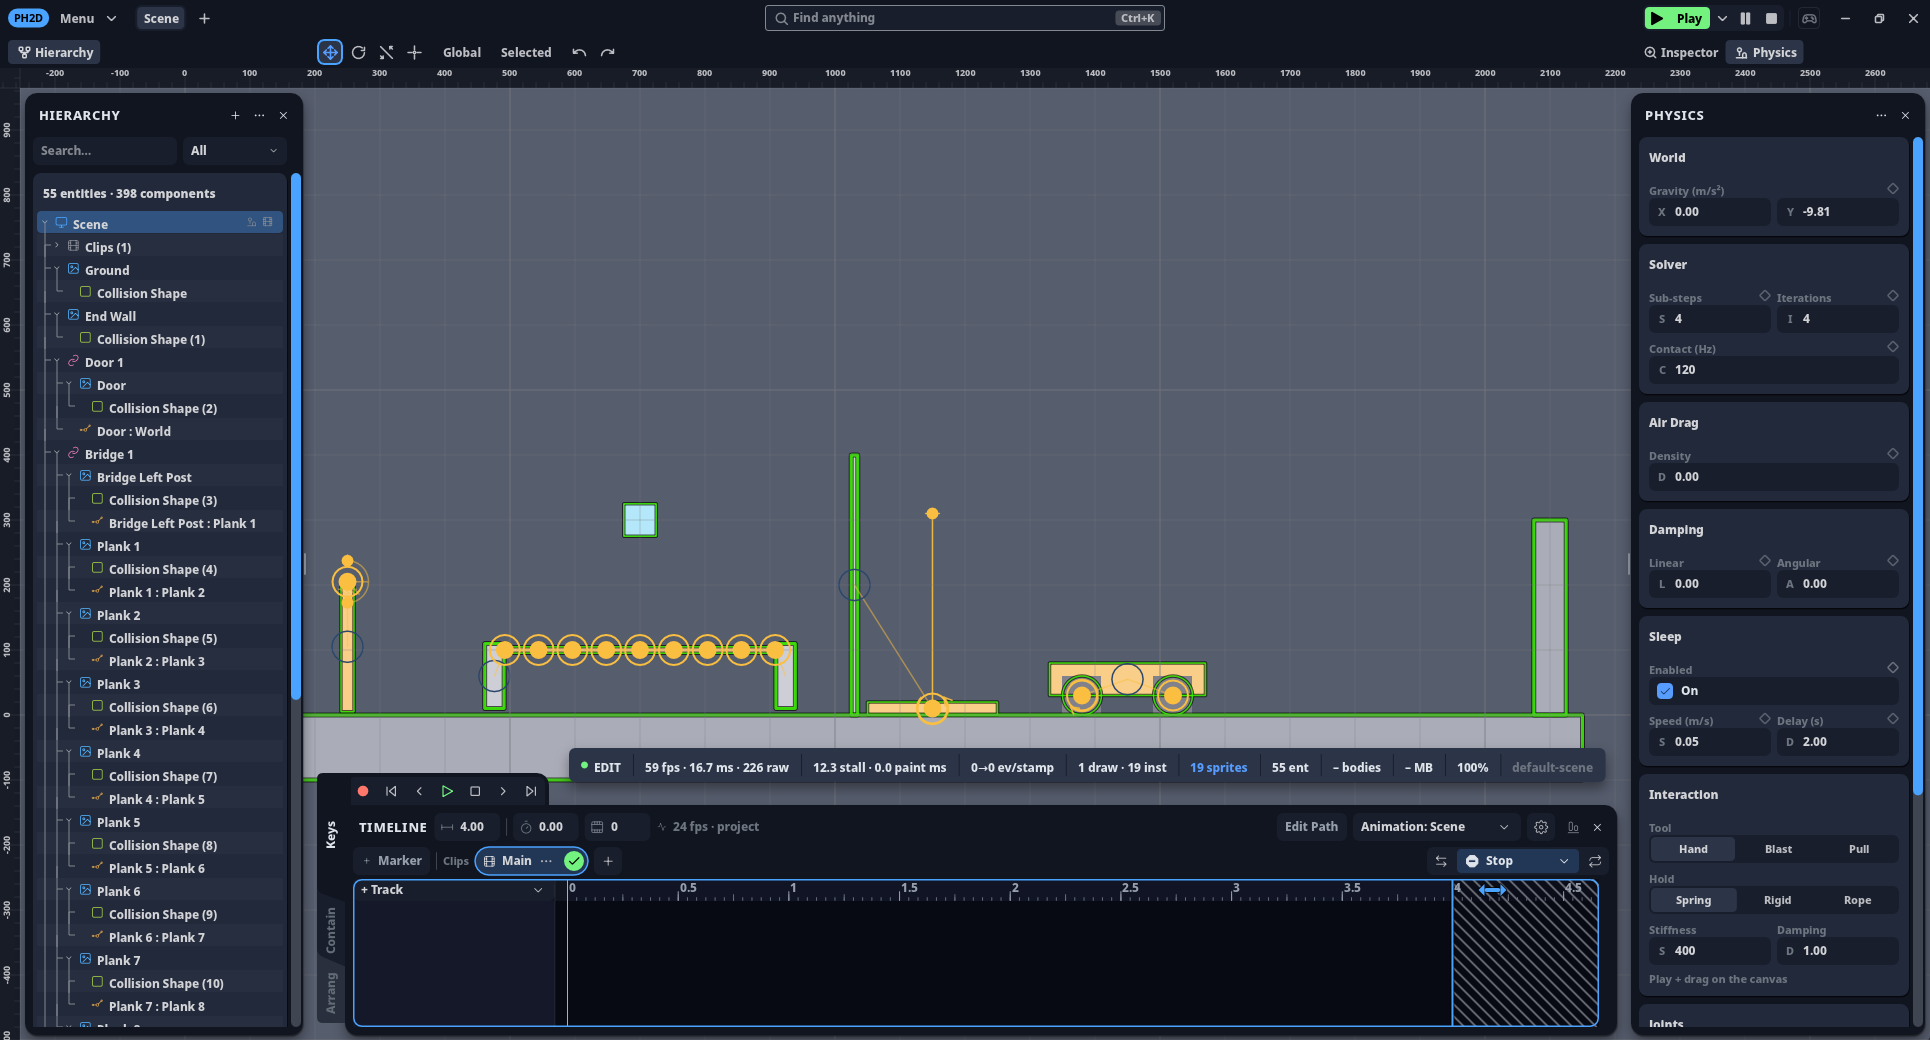 PH2D Menu Scene + Find anything Ctrl+K Play
Hierarchy Global Selected Inspector Physics
-200 -100 0 100 200 300 400 500 600 700 800 900 1000 1100 1200 1300 1400 1500 1600 1700 1800 1900 2000 2100 2200 2300 2400 2500 2600
900
800
700
600
500
400
300
200
100
0
-100
-200
-300
-400
HIERARCHY
Search... All
55 entities · 398 components
Scene
Clips (1)
Ground
Collision Shape
End Wall
Collision Shape (1)
Door 1
Door
Collision Shape (2)
Door : World
Bridge 1
Bridge Left Post
Collision Shape (3)
Bridge Left Post : Plank 1
Plank 1
Collision Shape (4)
Plank 1 : Plank 2
Plank 2
Collision Shape (5)
Plank 2 : Plank 3
Plank 3
Collision Shape (6)
Plank 3 : Plank 4
Plank 4
Collision Shape (7)
Plank 4 : Plank 5
Plank 5
Collision Shape (8)
Plank 5 : Plank 6
Plank 6
Collision Shape (9)
Plank 6 : Plank 7
Plank 7
Collision Shape (10)
Plank 7 : Plank 8
EDIT 59 fps · 16.7 ms · 226 raw 12.3 stall · 0.0 paint ms 0→0 ev/stamp 1 draw · 19 inst 19 sprites 55 ent – bodies – MB 100% default-scene
Keys
Contain
Arrang
TIMELINE 4.00 0.00 0 24 fps · project Edit Path Animation: Scene
+ Marker Clips Main ··· + Stop
+ Track 0 0.5 1 1.5 2 2.5 3 3.5 4 4.5
PHYSICS
World
Gravity (m/s²)
X 0.00 Y -9.81
Solver
Sub-steps Iterations
S 4 I 4
Contact (Hz)
C 120
Air Drag
Density
D 0.00
Damping
Linear Angular
L 0.00 A 0.00
Sleep
Enabled
On
Speed (m/s) Delay (s)
S 0.05 D 2.00
Interaction
Tool
Hand Blast Pull
Hold
Spring Rigid Rope
Stiffness Damping
S 400 D 1.00
Play + drag on the canvas
Joints